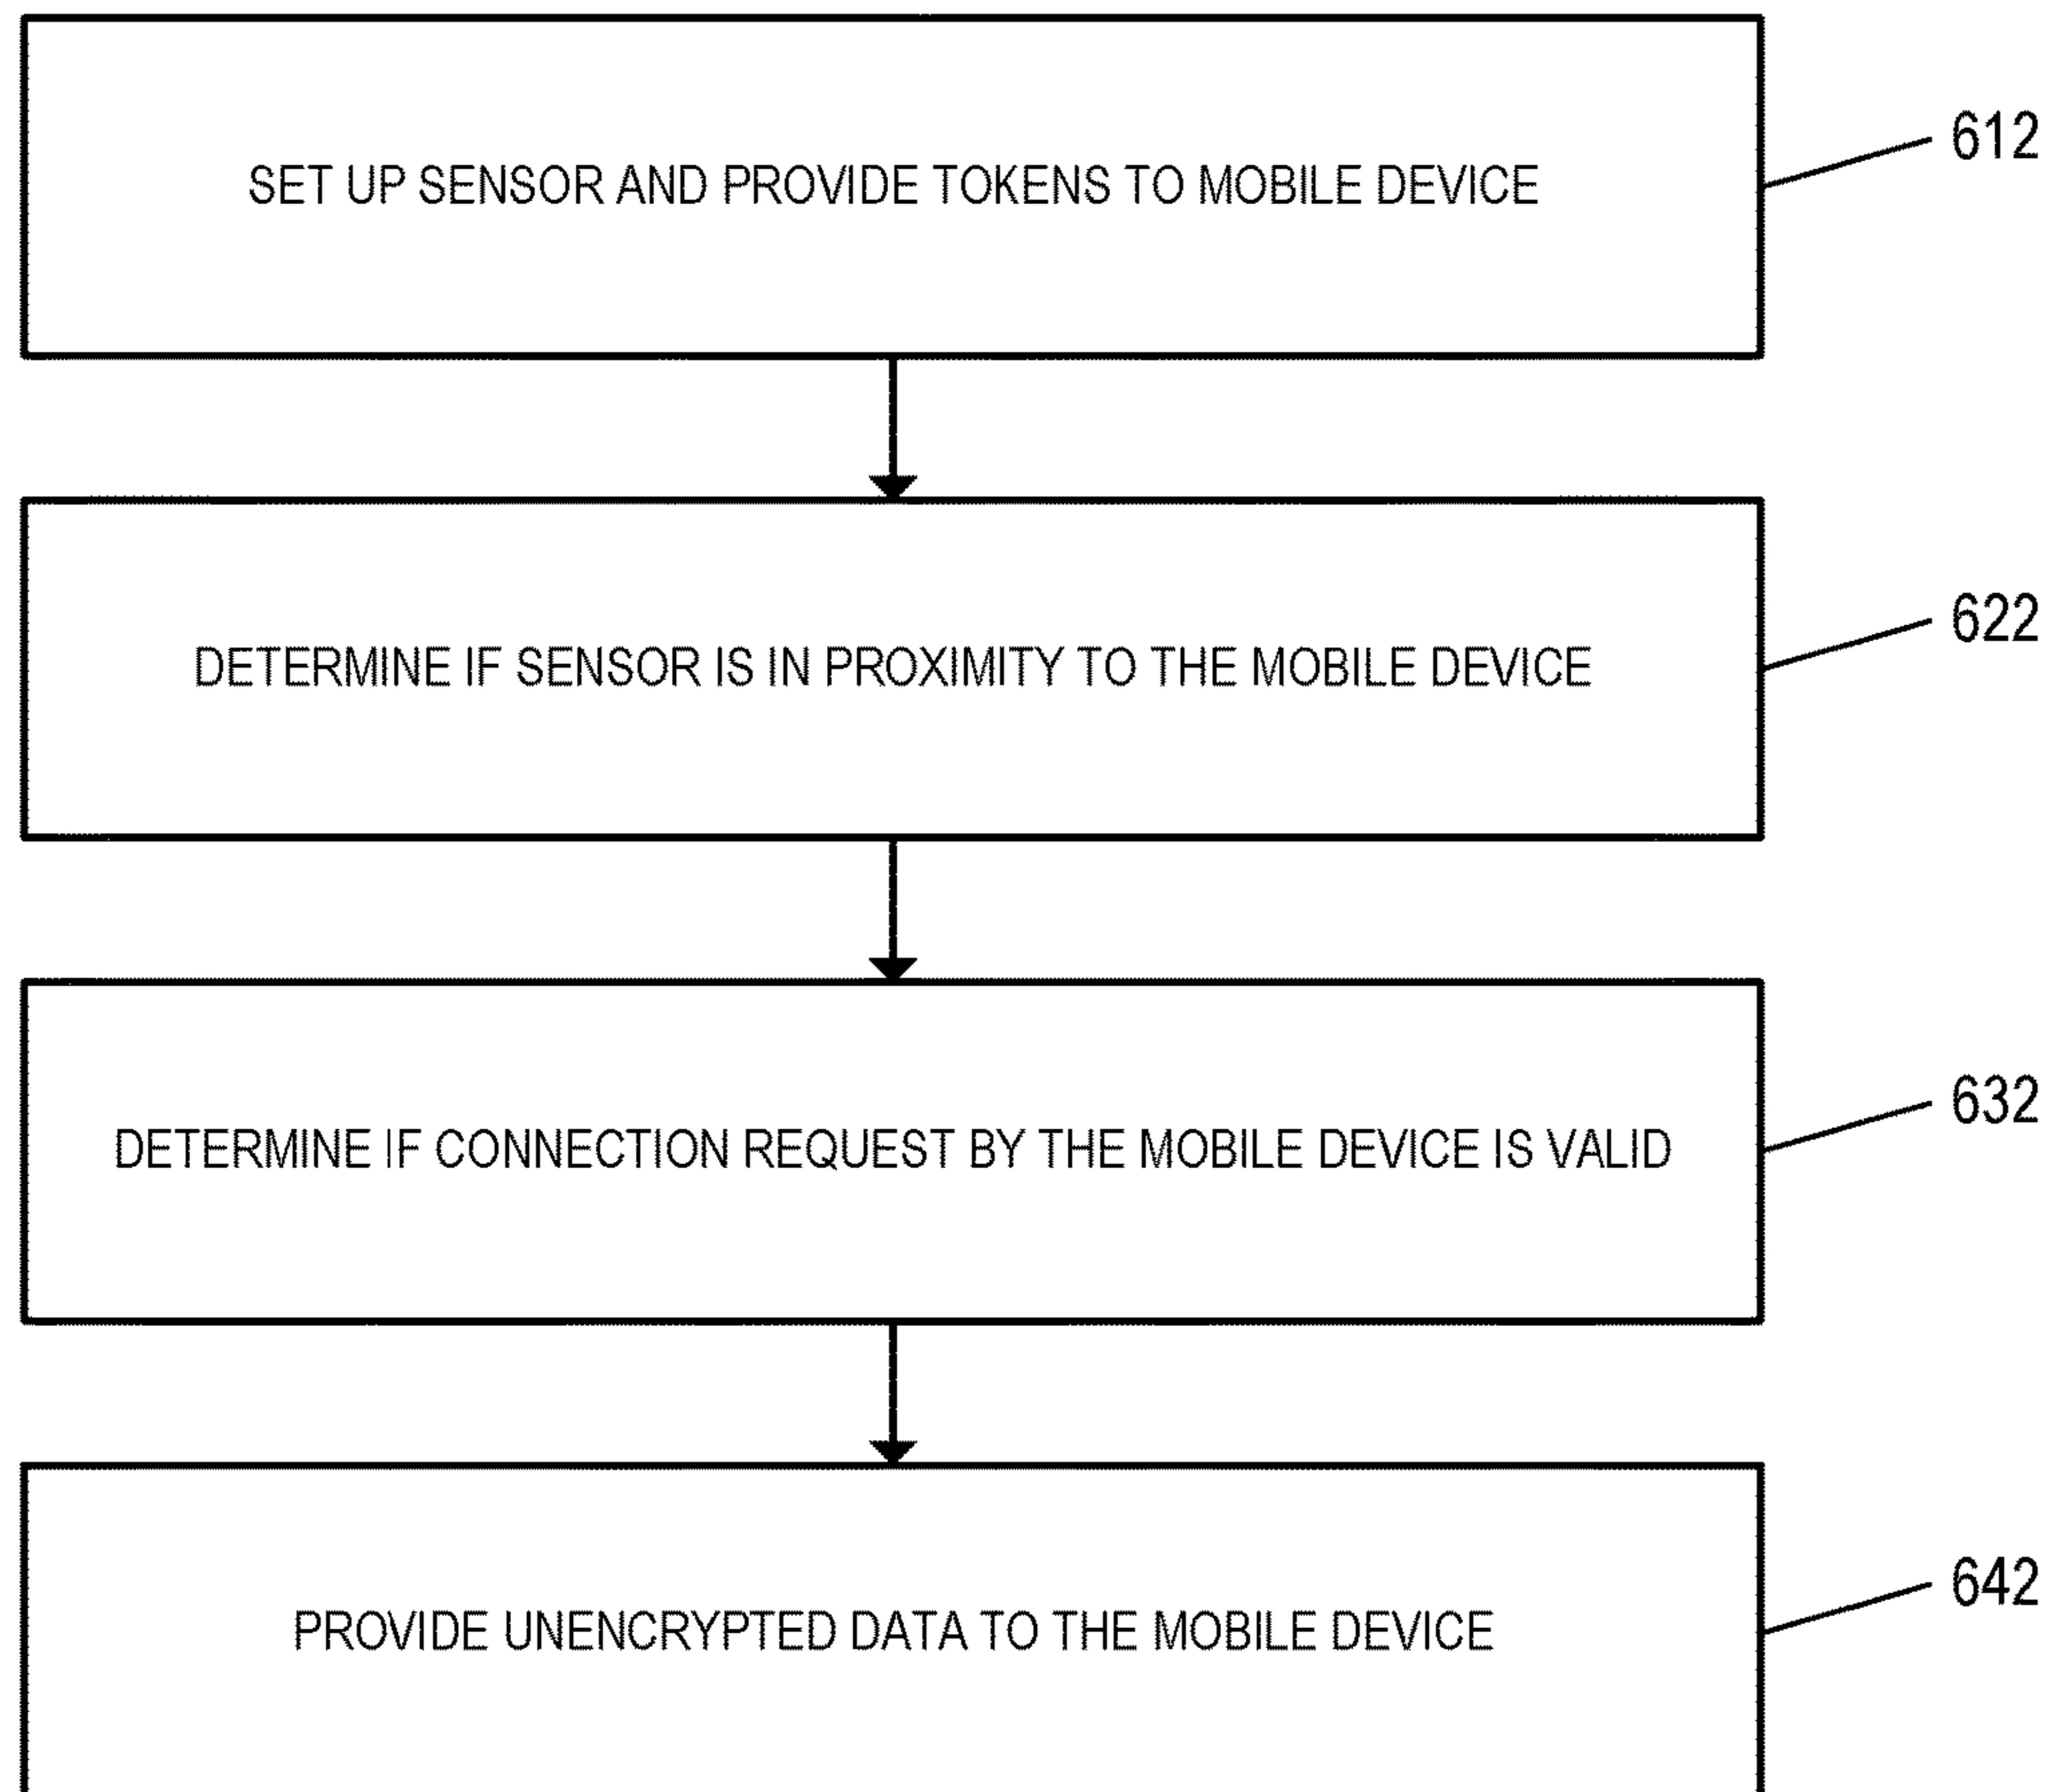 SET UP SENSOR AND PROVIDE TOKENS TO MOBILE DEVICE
612
DETERMINE IF SENSOR IS IN PROXIMITY TO THE MOBILE DEVICE
622
DETERMINE IF CONNECTION REQUEST BY THE MOBILE DEVICE IS VALID
632
PROVIDE UNENCRYPTED DATA TO THE MOBILE DEVICE
642